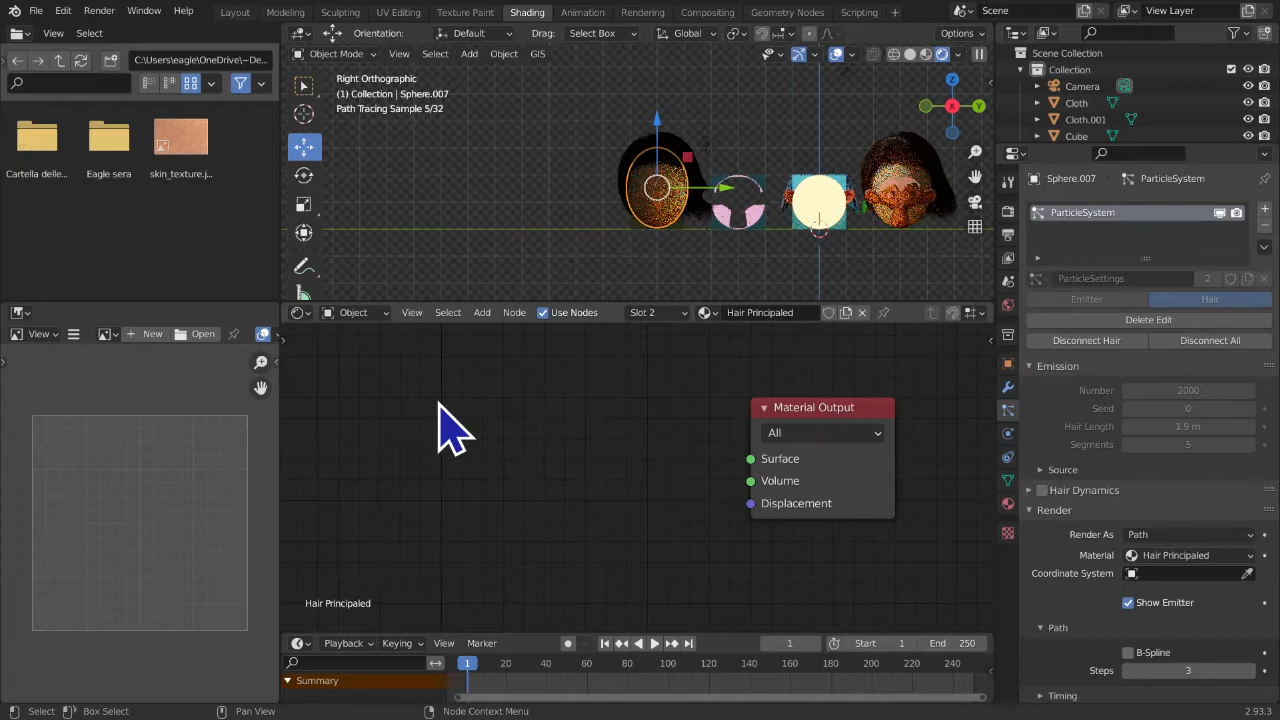 File Edit Render Window Help Layout Modeling Sculpting UV Editing Texture Paint Shading Animation Rendering Compositing Geometry Nodes Scripting + Scene View Layer
View Select
Orientation: Default Drag: Select Box Global Options
C:\Users\eagle\OneDrive\~De...
Object Mode View Select Add Object GIS
Right Orthographic
(1) Collection | Sphere.007
Path Tracing Sample 5/32
Z
X
Y
Cartella delle...
Eagle sera
skin_texture.j...
Scene Collection
Collection
Camera
Cloth
Cloth.001
Cube
Sphere.007 ParticleSystem
ParticleSystem
ParticleSettings 2
Emitter Hair
Delete Edit
Disconnect Hair Disconnect All
Emission
Number 2000
Seed 0
Hair Length 1.9 m
Segments 5
Source
Hair Dynamics
Render
Render As Path
Material Hair Principaled
Coordinate System
Show Emitter
Path
B-Spline
Steps 3
Timing
View New Open
Object View Select Add Node Use Nodes Slot 2 Hair Principaled
Material Output
All
Surface
Volume
Displacement
Hair Principaled
Playback Keying View Marker 1 Start 1 End 250
1 20 40 60 80 100 120 140 160 180 200 220 240
Summary
Select Box Select Pan View Node Context Menu 2.93.3